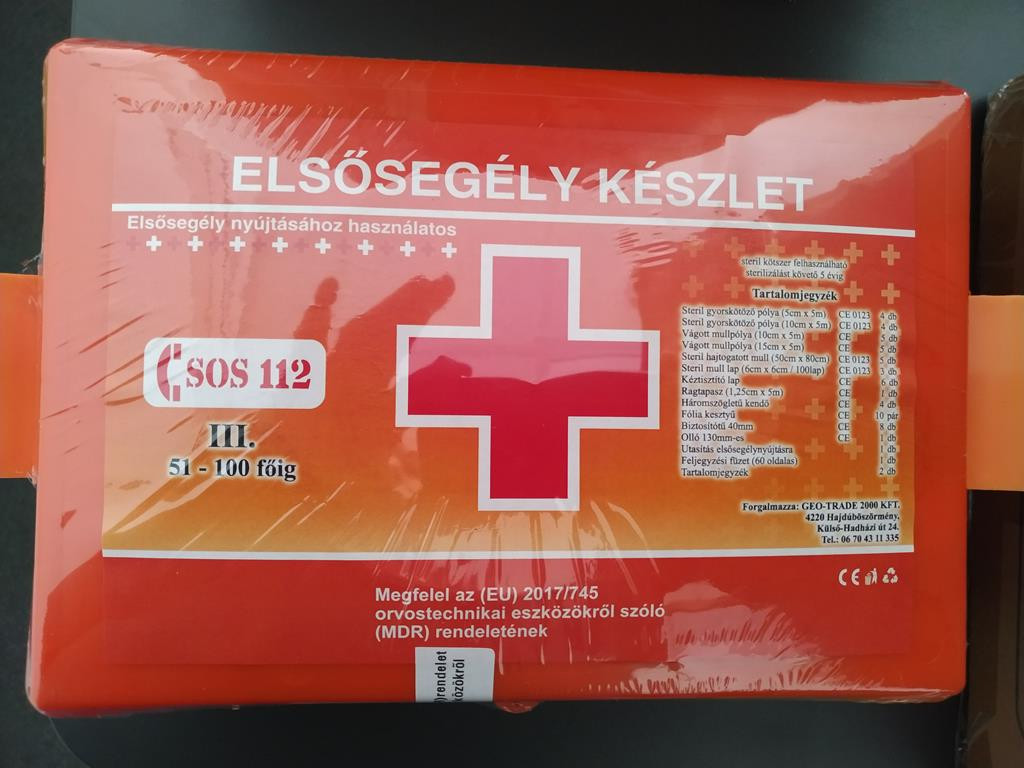 ELSŐSEGÉLY KÉSZLET
Elsősegély nyújtásához használatos
steril kötszer felhasználható
sterilizálást követő 5 évig
Tartalomjegyzék
Steril gyorskötöző pólya (5cm x 5m) CE 0123 4 db
Steril gyorskötöző pólya (10cm x 5m) CE 0123 4 db
Vágott mullpólya (10cm x 5m) CE 5 db
Vágott mullpólya (15cm x 5m) CE 5 db
Steril hajtogatott mull (50cm x 80cm) CE 0123 5 db
Steril mull lap (6cm x 6cm / 100lap) CE 0123 3 db
Kéztisztító lap CE 6 db
Ragtapasz (1,25cm x 5m) CE 1 db
Háromszögletű kendő CE 4 db
Fólia kesztyű CE 10 pár
Biztosítótű 40mm CE 8 db
Olló 130mm-es CE 1 db
Utasítás elsősegélynyújtásra 1 db
Feljegyzési füzet (60 oldalas) 1 db
Tartalomjegyzék 2 db
SOS 112
III.
51 - 100 főig
Forgalmazza: GEO-TRADE 2000 KFT.
4220 Hajdúböszörmény,
Külső-Hadházi út 24.
Tel.: 06 70 43 11 335
CE
Megfelel az (EU) 2017/745
orvostechnikai eszközökről szóló
(MDR) rendeletének
)rendelet
közökről